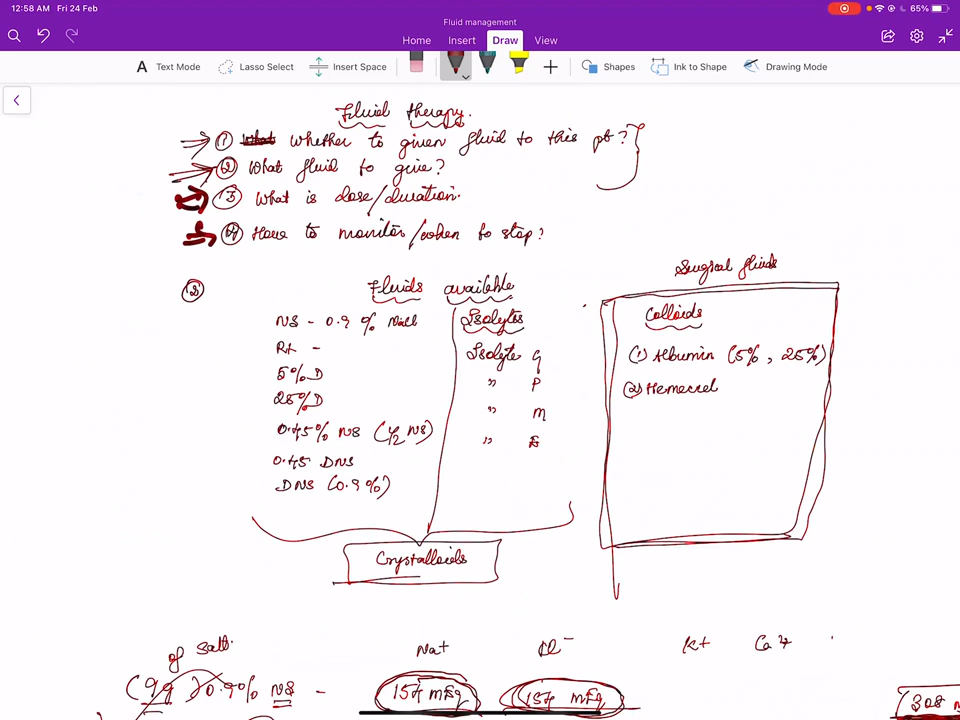 12:58 AM Fri 24 Feb
65%
Fluid management
Home Insert Draw View
Text Mode Lasso Select Insert Space Shapes Ink to Shape Drawing Mode
Fluid therapy.
① whether to given fluid to this pt?
② What fluid to give?
③ What is dose/duration.
④ How to monitor/when to stop?
② Fluids available
NS - 0.9% NaCl
RL -
5% D
25% D
0.45% NS (1/2 NS)
0.45 DNS
DNS (0.9%)
Isolytes
Isolyte G
" P
" M
" E
Crystalloids
Surgical fluids
Colloids
① Albumin (5%, 25%)
② Hemeccel
of salt.
Na+ Cl- K+ Ca2+
(9g) 0.9% NS - 154 mEq 154 mEq 308